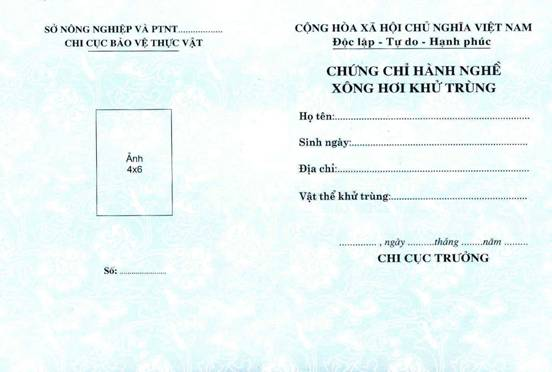 SỞ NÔNG NGHIỆP VÀ PTNT..................
CHI CỤC BẢO VỆ THỰC VẬT
Ảnh
4x6
Số: ....................
CỘNG HÒA XÃ HỘI CHỦ NGHĨA VIỆT NAM
Độc lập - Tự do - Hạnh phúc
CHỨNG CHỈ HÀNH NGHỀ
XÔNG HƠI KHỬ TRÙNG
Họ tên:..................................................................
Sinh ngày:............................................................
Địa chỉ:..................................................................
Vật thể khử trùng:...............................................
.............. , ngày ..........tháng ........năm .........
CHI CỤC TRƯỞNG